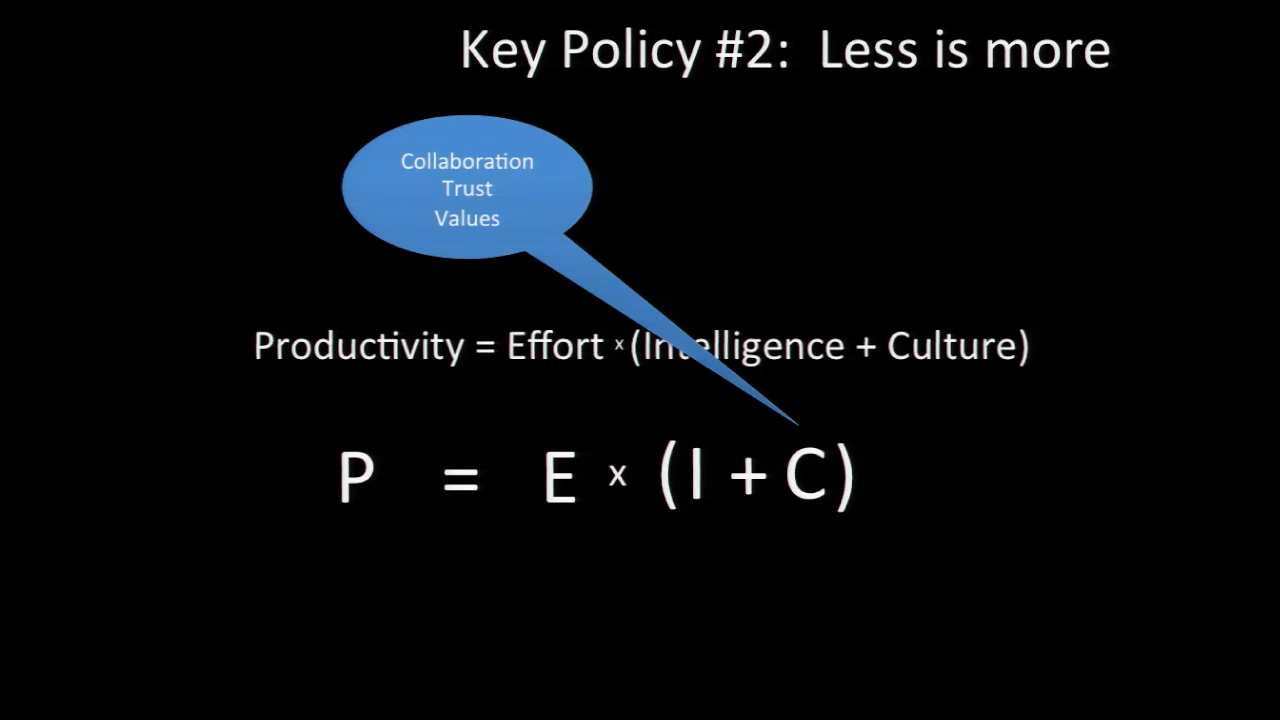 Key Policy #2: Less is more
Collaboration
Trust
Values
Productivity = Effort x (Intelligence + Culture)
P = E x (I + C)